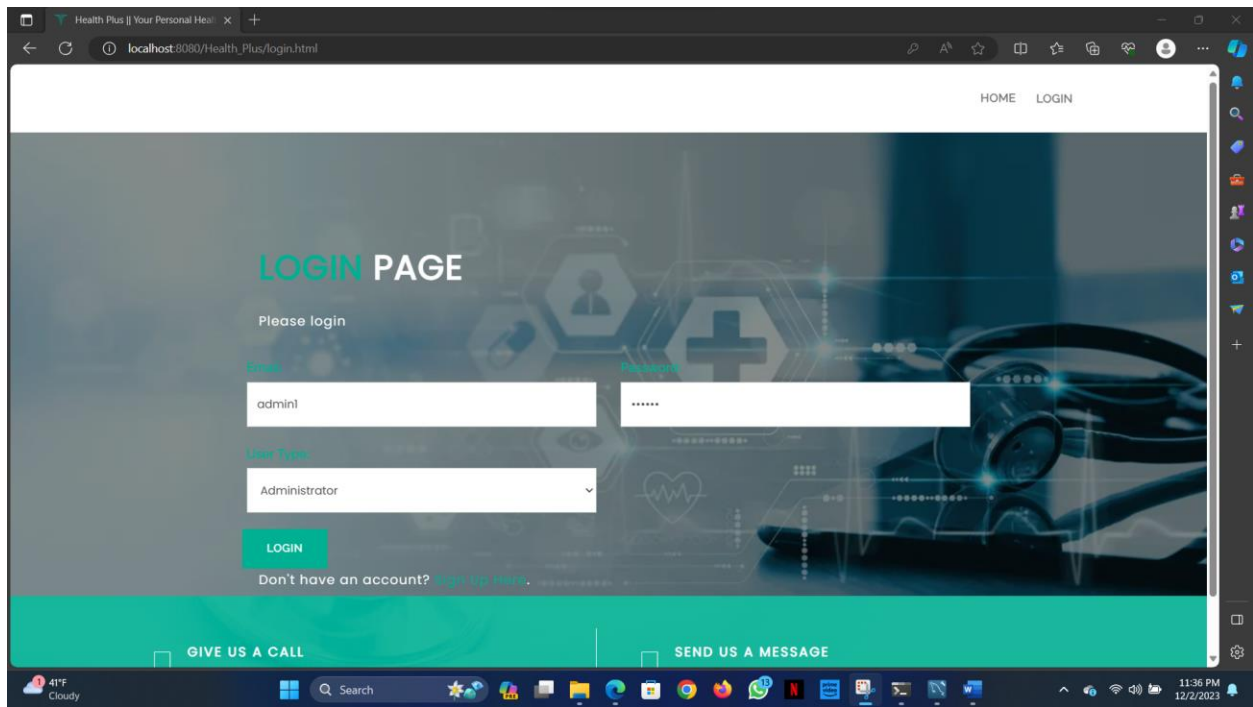 Health Plus || Your Personal Heal
localhost:8080/Health_Plus/login.html
HOME LOGIN
LOGIN PAGE
Please login
Email Password
admin1 ••••••
User Type
Administrator
LOGIN
Don't have an account? Sign Up Here.
GIVE US A CALL SEND US A MESSAGE
1 41°F
Cloudy
Search
11:36 PM
12/2/2023